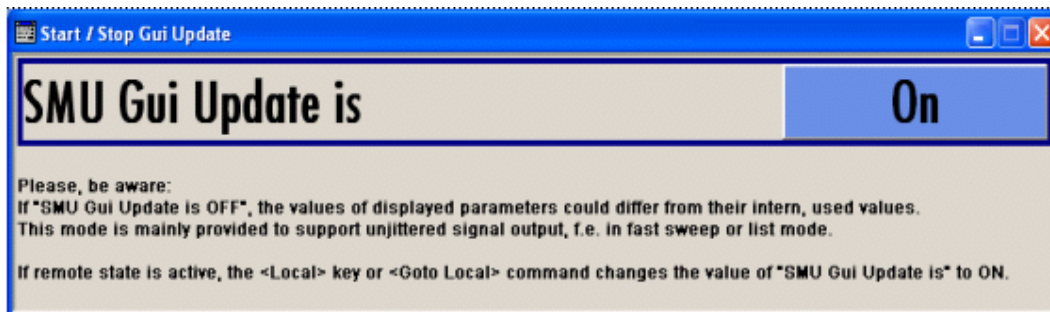 Start / Stop Gui Update
SMU Gui Update is On
Please, be aware:
If "SMU Gui Update is OFF", the values of displayed parameters could differ from their intern, used values.
This mode is mainly provided to support unjittered signal output, f.e. in fast sweep or list mode.
If remote state is active, the <Local> key or <Goto Local> command changes the value of "SMU Gui Update is" to ON.